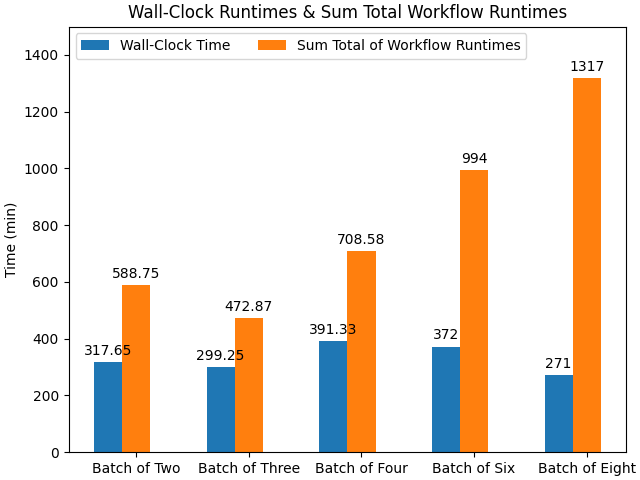 Wall-Clock Runtimes & Sum Total Workflow Runtimes
Wall-Clock Time
Sum Total of Workflow Runtimes
Time (min)
1400
1200
1000
800
600
400
200
0
317.65
588.75
299.25
472.87
391.33
708.58
372
994
271
1317
Batch of Two
Batch of Three
Batch of Four
Batch of Six
Batch of Eight